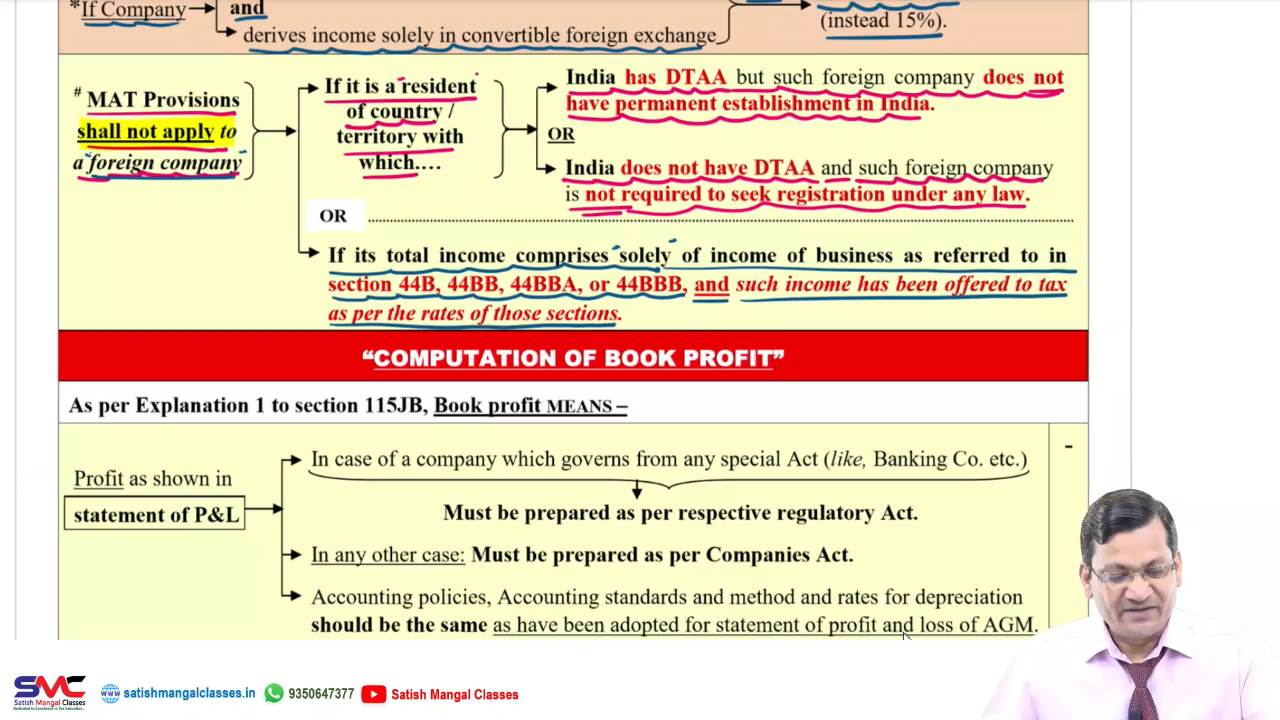 *If Company
and
derives income solely in convertible foreign exchange
(instead 15%).
# MAT Provisions
shall not apply to
a foreign company
If it is a resident
of country /
territory with
which....
India has DTAA but such foreign company does not
have permanent establishment in India.
OR
India does not have DTAA and such foreign company
is not required to seek registration under any law.
OR
If its total income comprises solely of income of business as referred to in
section 44B, 44BB, 44BBA, or 44BBB, and such income has been offered to tax
as per the rates of those sections.
“COMPUTATION OF BOOK PROFIT”
As per Explanation 1 to section 115JB, Book profit MEANS –
Profit as shown in
statement of P&L
In case of a company which governs from any special Act (like, Banking Co. etc.)
Must be prepared as per respective regulatory Act.
In any other case: Must be prepared as per Companies Act.
Accounting policies, Accounting standards and method and rates for depreciation
should be the same as have been adopted for statement of profit and loss of AGM.
-
SMC
Satish Mangal Classes
satishmangalclasses.in
9350647377
Satish Mangal Classes